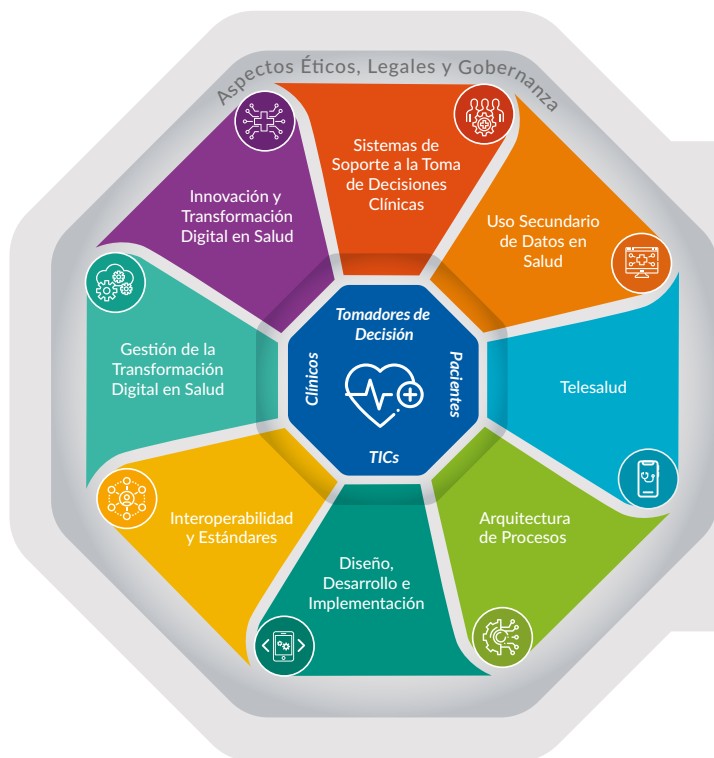 Aspectos Éticos, Legales y Gobernanza
Sistemas de
Soporte a la Toma
de Decisiones
Clínicas
Innovación y
Transformación
Digital en Salud
Uso Secundario
de Datos en
Salud
Tomadores de
Decisión
Clínicos
Pacientes
TICs
Gestión de la
Transformación
Digital en Salud
Telesalud
Interoperabilidad
y Estándares
Arquitectura
de Procesos
Diseño,
Desarrollo e
Implementación